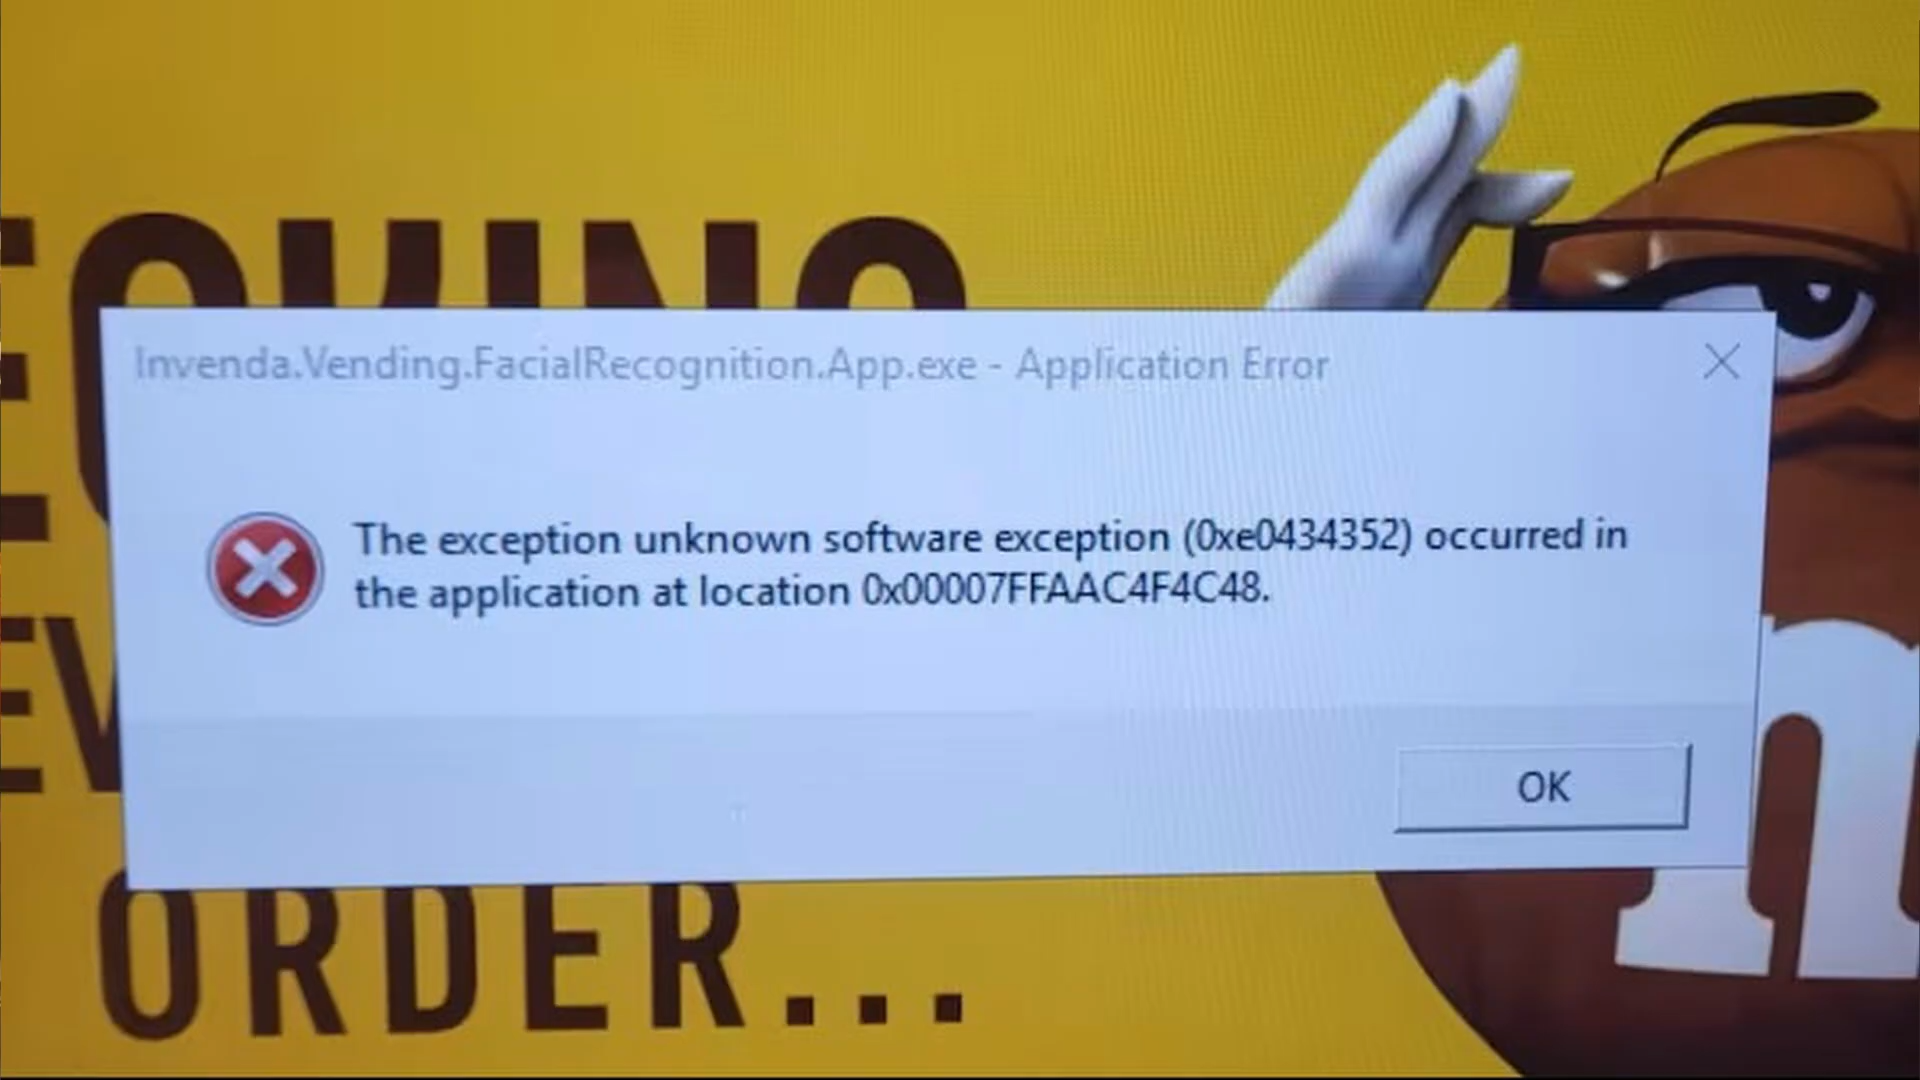 Invenda.Vending.FacialRecognition.App.exe - Application Error
The exception unknown software exception (0xe0434352) occurred in
the application at location 0x00007FFAAC4F4C48.
OK
ORDER...
m